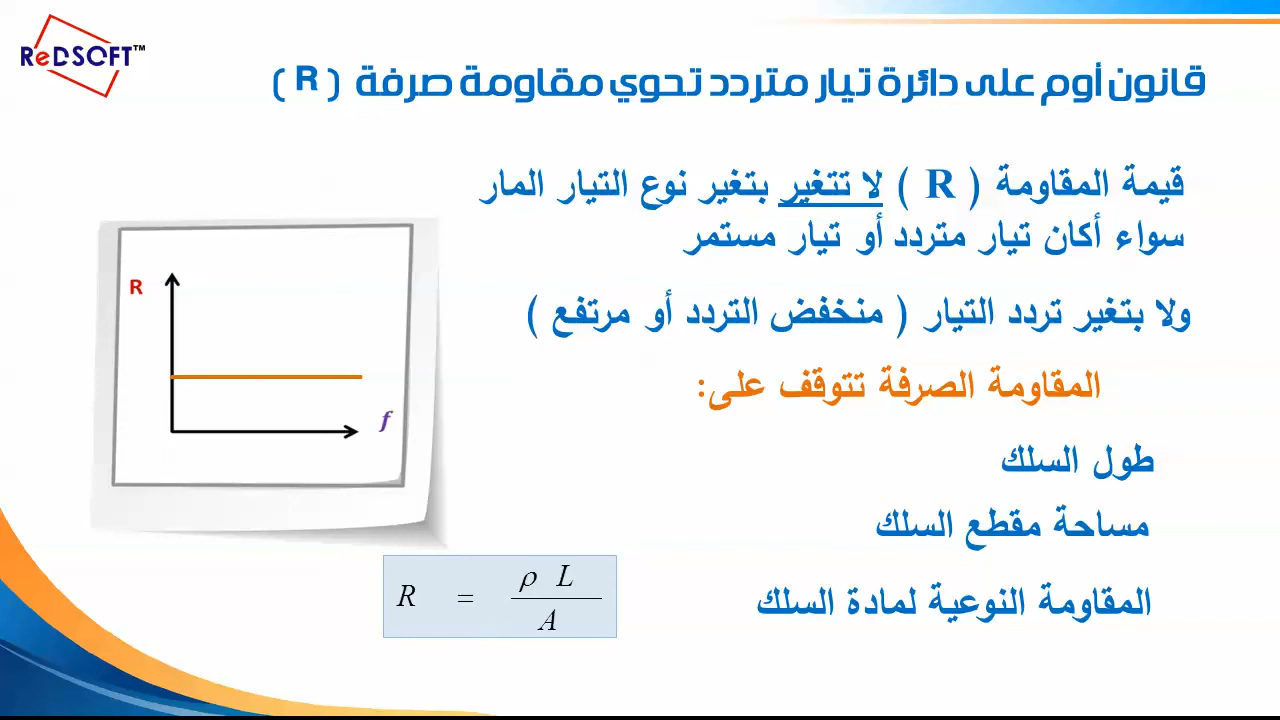 ReDSOFT™
قانون أوم على دائرة تيار متردد تحوي مقاومة صرفة ( R )
قيمة المقاومة ( R ) لا تتغير بتغير نوع التيار المار
سواء أكان تيار متردد أو تيار مستمر
ولا بتغير تردد التيار ( منخفض التردد أو مرتفع )
المقاومة الصرفة تتوقف على:
طول السلك
مساحة مقطع السلك
المقاومة النوعية لمادة السلك
R
f
R = ρ L / A